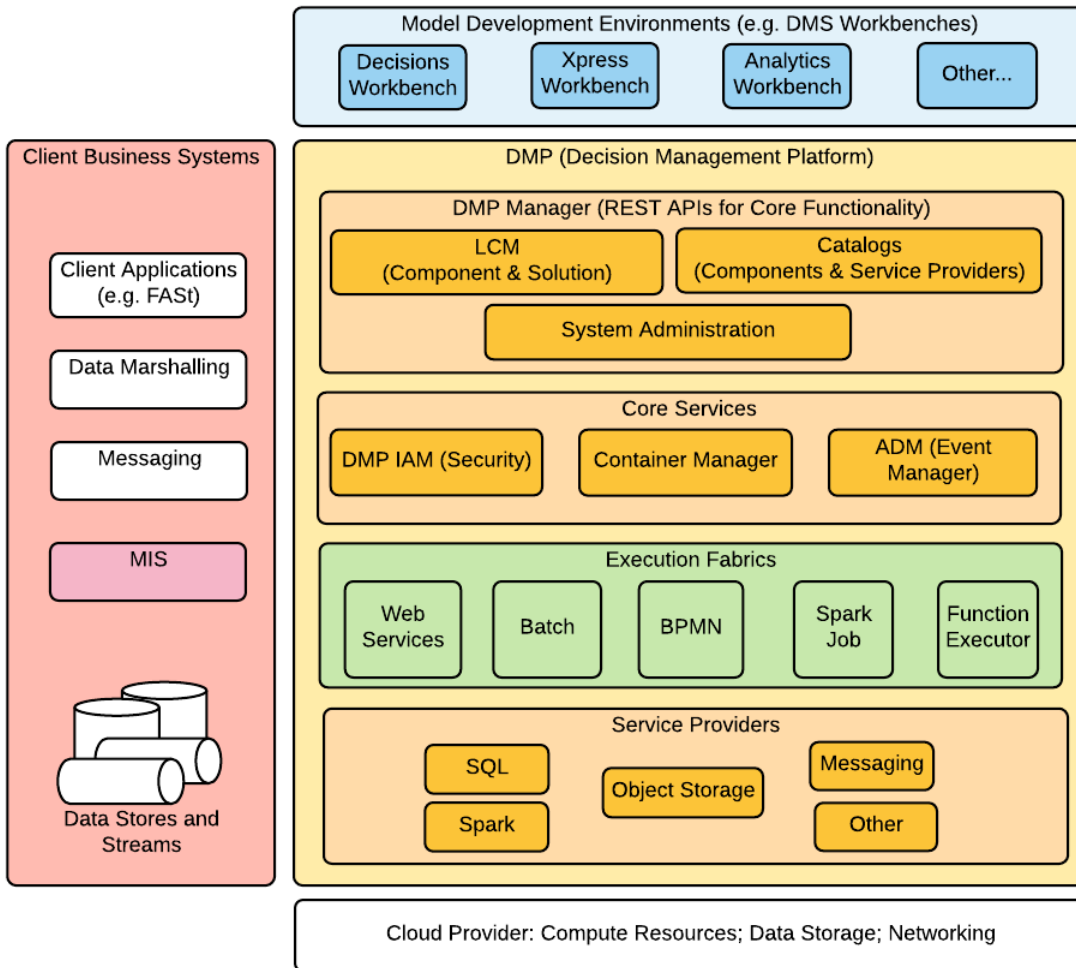 Model Development Environments (e.g. DMS Workbenches)
Decisions
Workbench
Xpress
Workbench
Analytics
Workbench
Other...
Client Business Systems
Client Applications
(e.g. FASt)
Data Marshalling
Messaging
MIS
Data Stores and
Streams
DMP (Decision Management Platform)
DMP Manager (REST APIs for Core Functionality)
LCM
(Component & Solution)
Catalogs
(Components & Service Providers)
System Administration
Core Services
DMP IAM (Security)
Container Manager
ADM (Event
Manager)
Execution Fabrics
Web
Services
Batch
BPMN
Spark
Job
Function
Executor
Service Providers
SQL
Spark
Object Storage
Messaging
Other
Cloud Provider: Compute Resources; Data Storage; Networking